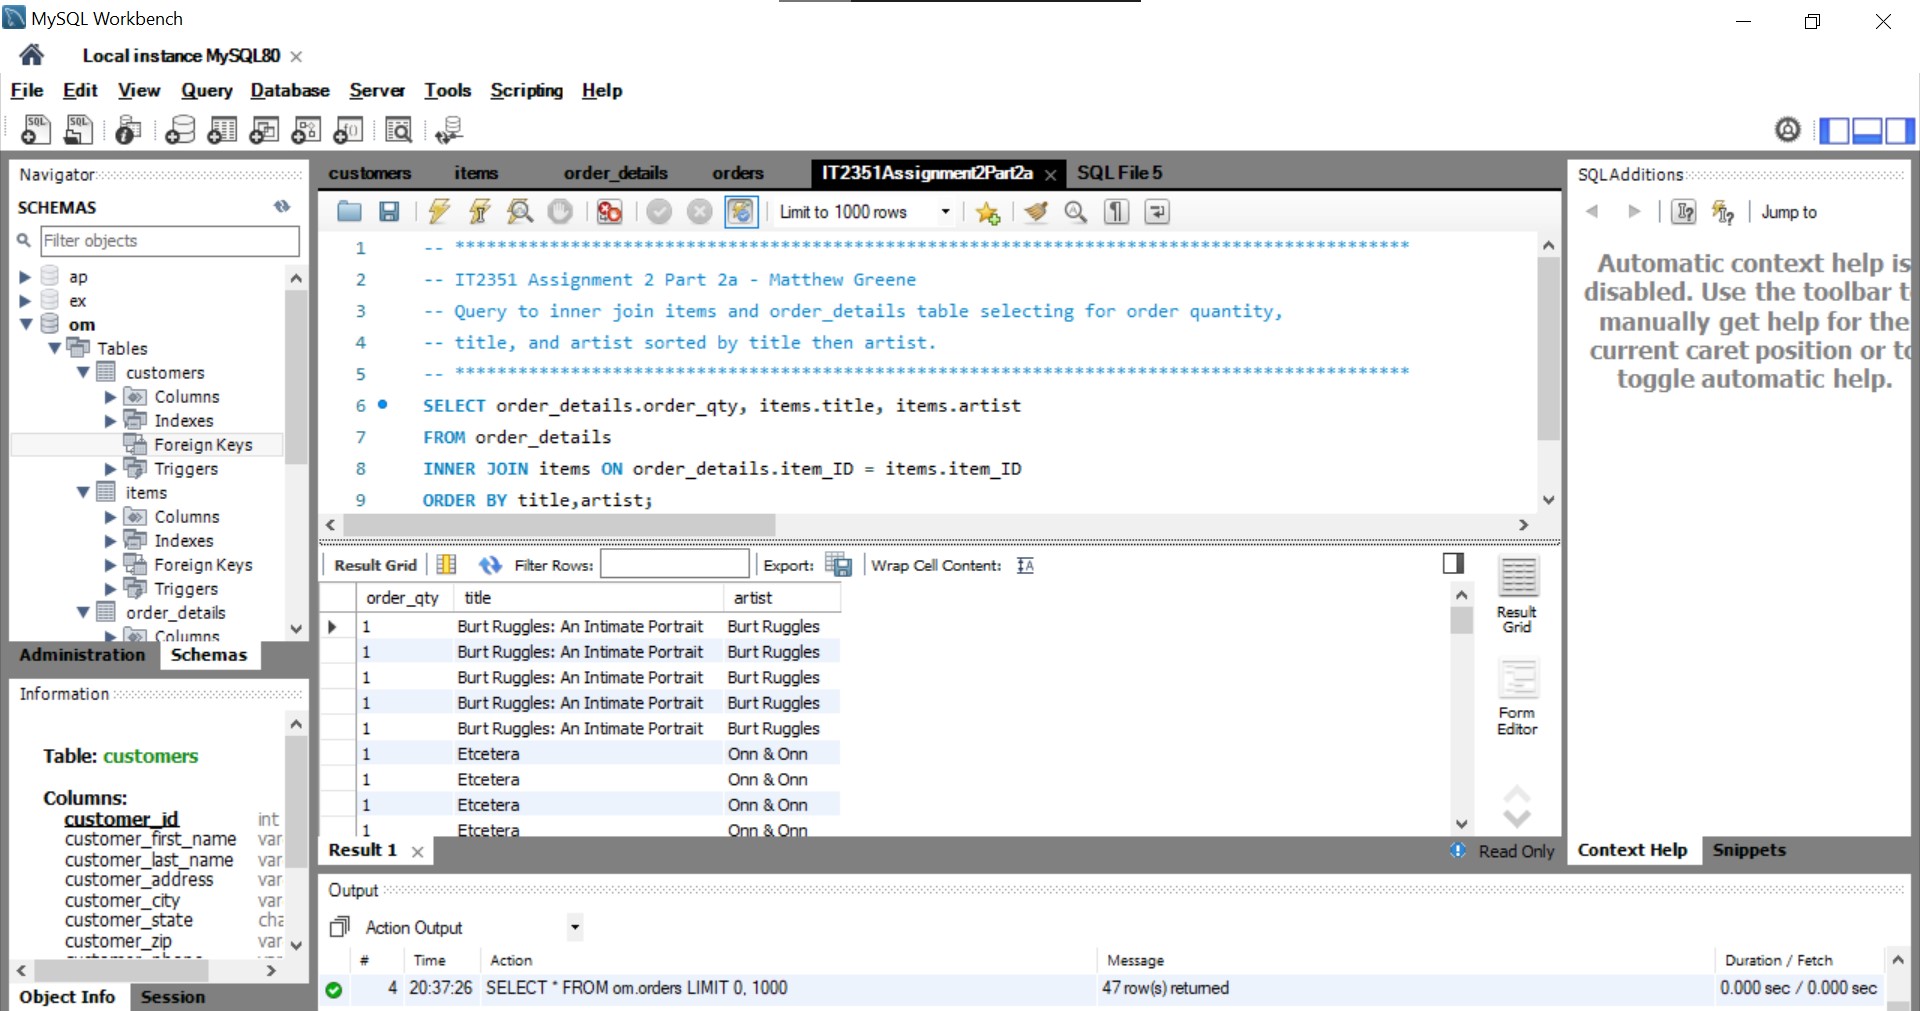 MySQL Workbench
Local instance MySQL80
File Edit View Query Database Server Tools Scripting Help
Navigator
SCHEMAS
Filter objects
ap
ex
om
Tables
customers
Columns
Indexes
Foreign Keys
Triggers
items
Columns
Indexes
Foreign Keys
Triggers
order_details
Columns
Administration Schemas
Information
Table: customers
Columns:
customer_id int
customer_first_name var
customer_last_name var
customer_address var
customer_city var
customer_state cha
customer_zip var
Object Info Session
customers items order_details orders IT2351Assignment2Part2a SQL File 5
Limit to 1000 rows
1 -- *******************************************************************************************
2 -- IT2351 Assignment 2 Part 2a - Matthew Greene
3 -- Query to inner join items and order_details table selecting for order quantity,
4 -- title, and artist sorted by title then artist.
5 -- *******************************************************************************************
6 SELECT order_details.order_qty, items.title, items.artist
7 FROM order_details
8 INNER JOIN items ON order_details.item_ID = items.item_ID
9 ORDER BY title,artist;
Result Grid Filter Rows: Export: Wrap Cell Content:
order_qty title artist
1 Burt Ruggles: An Intimate Portrait Burt Ruggles
1 Burt Ruggles: An Intimate Portrait Burt Ruggles
1 Burt Ruggles: An Intimate Portrait Burt Ruggles
1 Burt Ruggles: An Intimate Portrait Burt Ruggles
1 Burt Ruggles: An Intimate Portrait Burt Ruggles
1 Etcetera Onn & Onn
1 Etcetera Onn & Onn
1 Etcetera Onn & Onn
1 Etcetera Onn & Onn
Result
Grid
Form
Editor
Result 1
Read Only
SQLAdditions
Jump to
Automatic context help is
disabled. Use the toolbar t
manually get help for the
current caret position or to
toggle automatic help.
Context Help Snippets
Output
Action Output
# Time Action Message Duration / Fetch
4 20:37:26 SELECT * FROM om.orders LIMIT 0, 1000 47 row(s) returned 0.000 sec / 0.000 sec